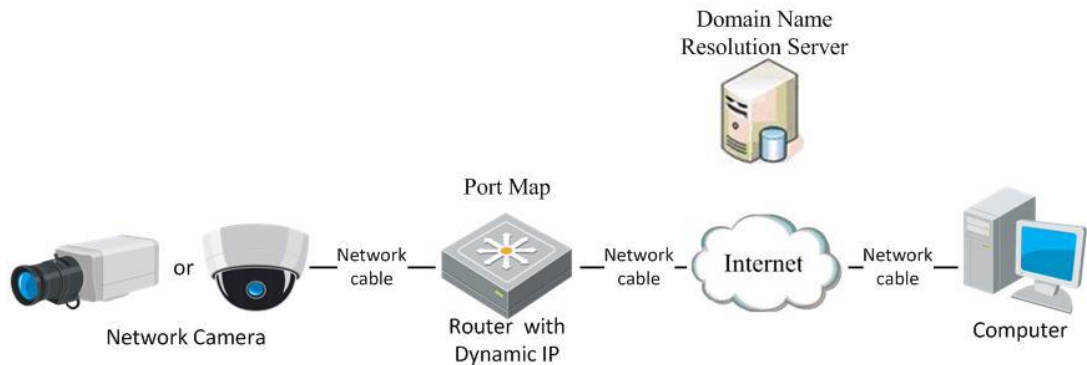 Domain Name
Resolution Server
Port Map
or
Network
cable
Network
cable
Internet
Network
cable
Network Camera
Router with
Dynamic IP
Computer